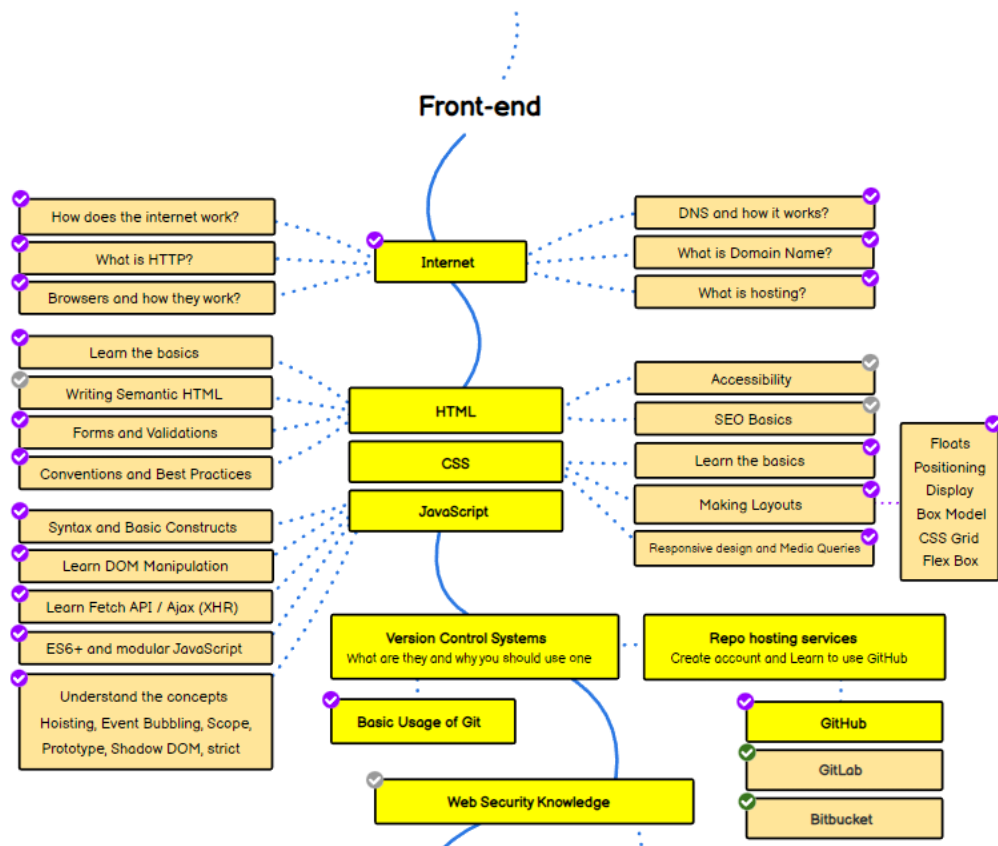 Front-end
How does the internet work?
What is HTTP?
Browsers and how they work?
Internet
DNS and how it works?
What is Domain Name?
What is hosting?
Learn the basics
Writing Semantic HTML
Forms and Validations
Conventions and Best Practices
HTML
CSS
JavaScript
Accessibility
SEO Basics
Learn the basics
Making Layouts
Responsive design and Media Queries
Floats
Positioning
Display
Box Model
CSS Grid
Flex Box
Syntax and Basic Constructs
Learn DOM Manipulation
Learn Fetch API / Ajax (XHR)
ES6+ and modular JavaScript
Understand the concepts
Hoisting, Event Bubbling, Scope,
Prototype, Shadow DOM, strict
Version Control Systems
What are they and why you should use one
Repo hosting services
Create account and Learn to use GitHub
Basic Usage of Git
GitHub
GitLab
Bitbucket
Web Security Knowledge